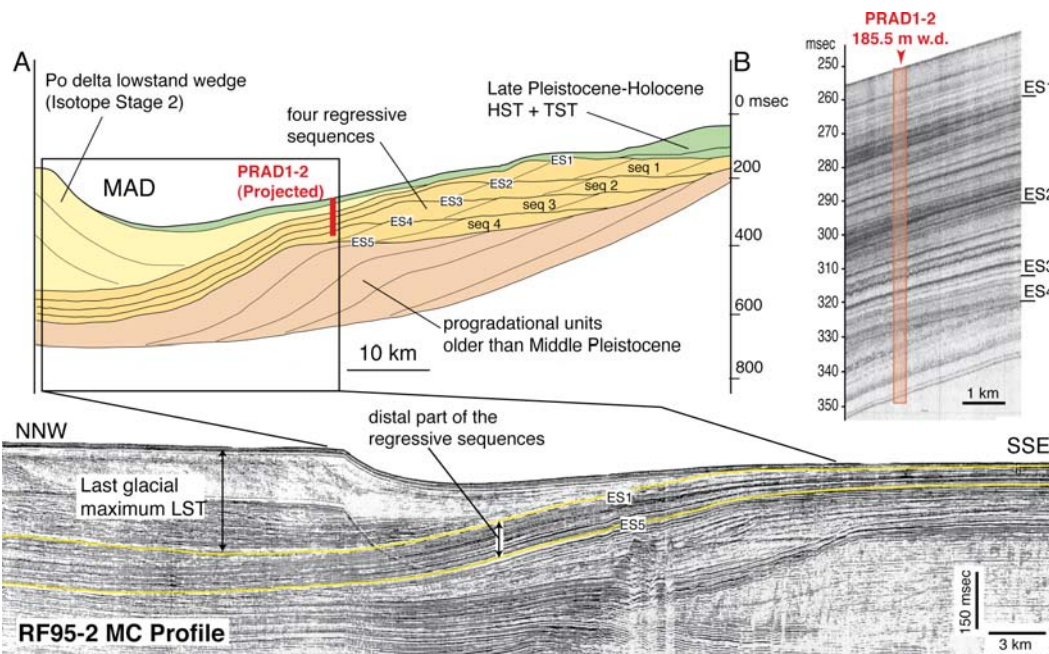 A
Po delta lowstand wedge
(Isotope Stage 2)
MAD
PRAD1-2
(Projected)
four regressive
sequences
Late Pleistocene-Holocene
HST + TST
0 msec
200
400
600
800
ES1
ES2
ES3
ES4
ES5
seq 1
seq 2
seq 3
seq 4
progradational units
older than Middle Pleistocene
10 km
B
PRAD1-2
185.5 m w.d.
msec
250
260
270
280
290
300
310
320
330
340
350
ES1
ES2
ES3
ES4
1 km
distal part of the
regressive sequences
NNW
SSE
Last glacial
maximum LST
ES1
ES5
RF95-2 MC Profile
150 msec
3 km